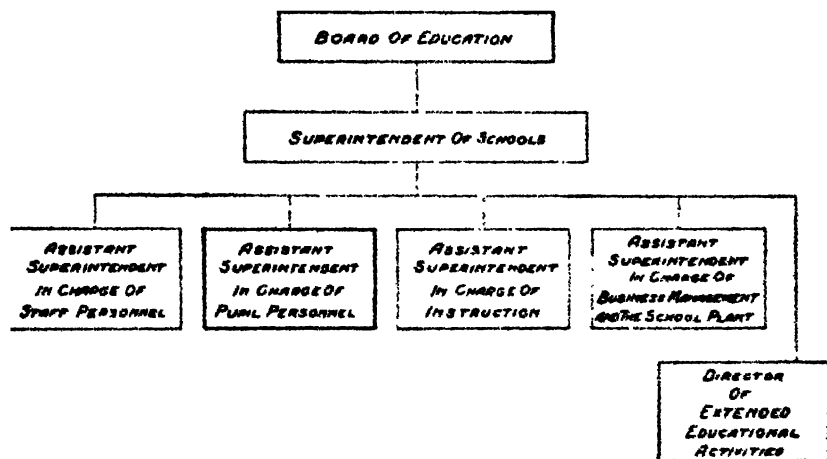 BOARD OF EDUCATION
SUPERINTENDENT OF SCHOOLS
ASSISTANT
SUPERINTENDENT
IN CHARGE OF
STAFF PERSONNEL
ASSISTANT
SUPERINTENDENT
IN CHARGE OF
PUPIL PERSONNEL
ASSISTANT
SUPERINTENDENT
IN CHARGE OF
INSTRUCTION
ASSISTANT
SUPERINTENDENT
IN CHARGE OF
BUSINESS MANAGEMENT
AND THE SCHOOL PLANT
DIRECTOR
OF
EXTENDED
EDUCATIONAL
ACTIVITIES